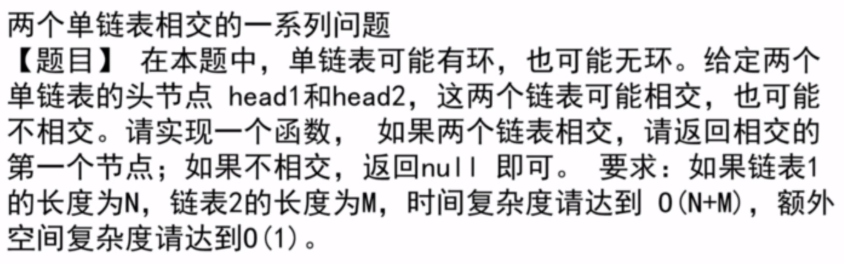 两个单链表相交的一系列问题
【题目】 在本题中，单链表可能有环，也可能无环。给定两个
单链表的头节点 head1和head2，这两个链表可能相交，也可能
不相交。请实现一个函数， 如果两个链表相交，请返回相交的
第一个节点；如果不相交，返回null 即可。 要求：如果链表1
的长度为N，链表2的长度为M，时间复杂度请达到 O(N+M)，额外
空间复杂度请达到O(1)。